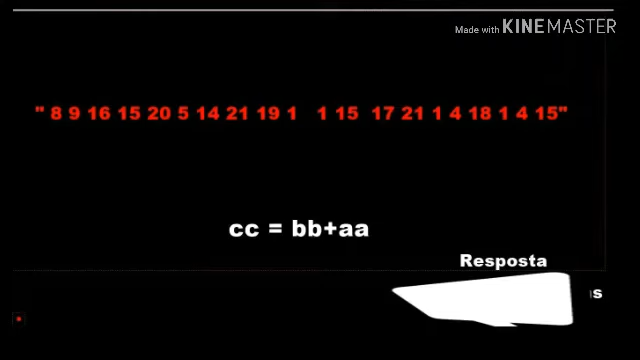 Made with KINEMASTER
" 8 9 16 15 20 5 14 21 19 1 1 15 17 21 1 4 18 1 4 15"
cc = bb+aa
Resposta